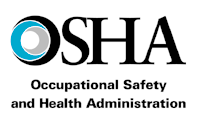 OSHA
Occupational Safety
and Health Administration